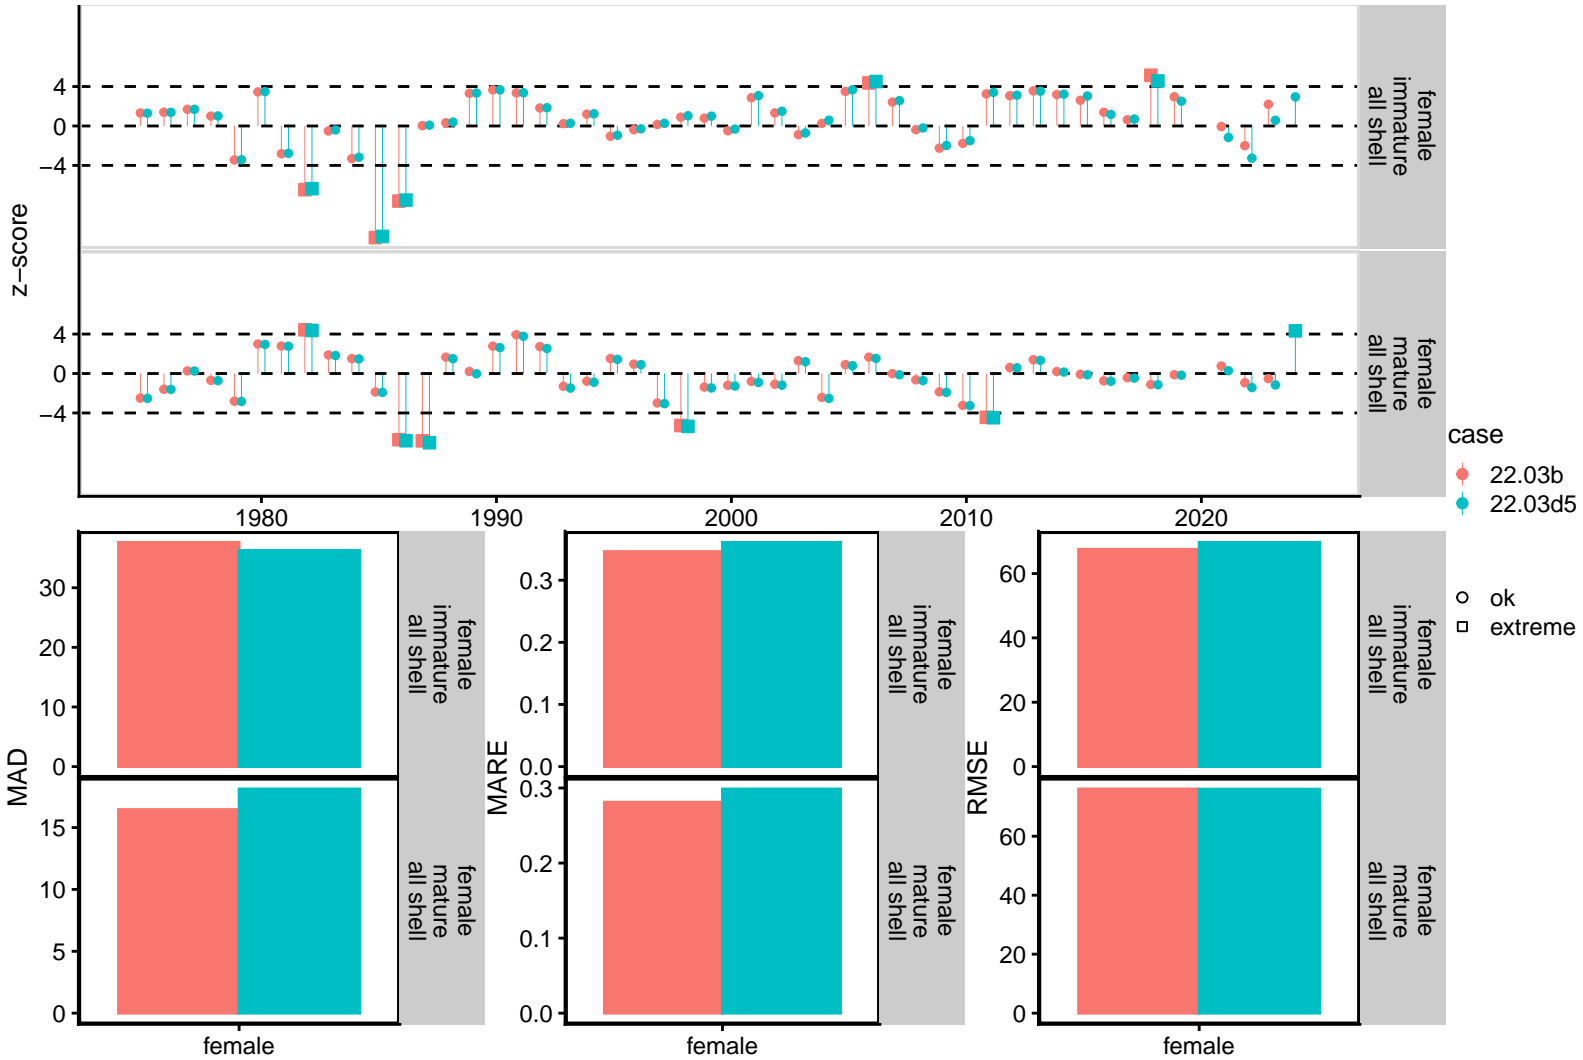 z−score
4
0
−4
female
immature
all shell
4
0
−4
female
mature
all shell
1980
1990
2000
2010
2020
case
22.03b
22.03d5
ok
extreme
MAD
30
20
10
0
female
immature
all shell
15
10
5
0
female
mature
all shell
female
MARE
0.3
0.2
0.1
0.0
female
immature
all shell
0.3
0.2
0.1
0.0
female
mature
all shell
female
RMSE
60
40
20
0
female
immature
all shell
60
40
20
0
female
mature
all shell
female